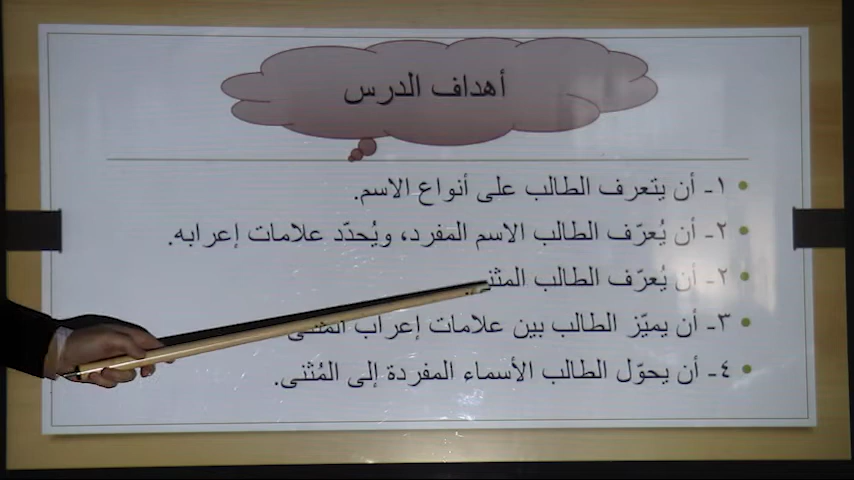 أهداف الدرس
١- أن يتعرف الطالب على أنواع الاسم.
٢- أن يُعرّف الطالب الاسم المفرد، ويُحدّد علامات إعرابه.
٢- أن يُعرّف الطالب المثنى.
٣- أن يميّز الطالب بين علامات إعراب المثنى
٤- أن يحوّل الطالب الأسماء المفردة إلى المُثنى.